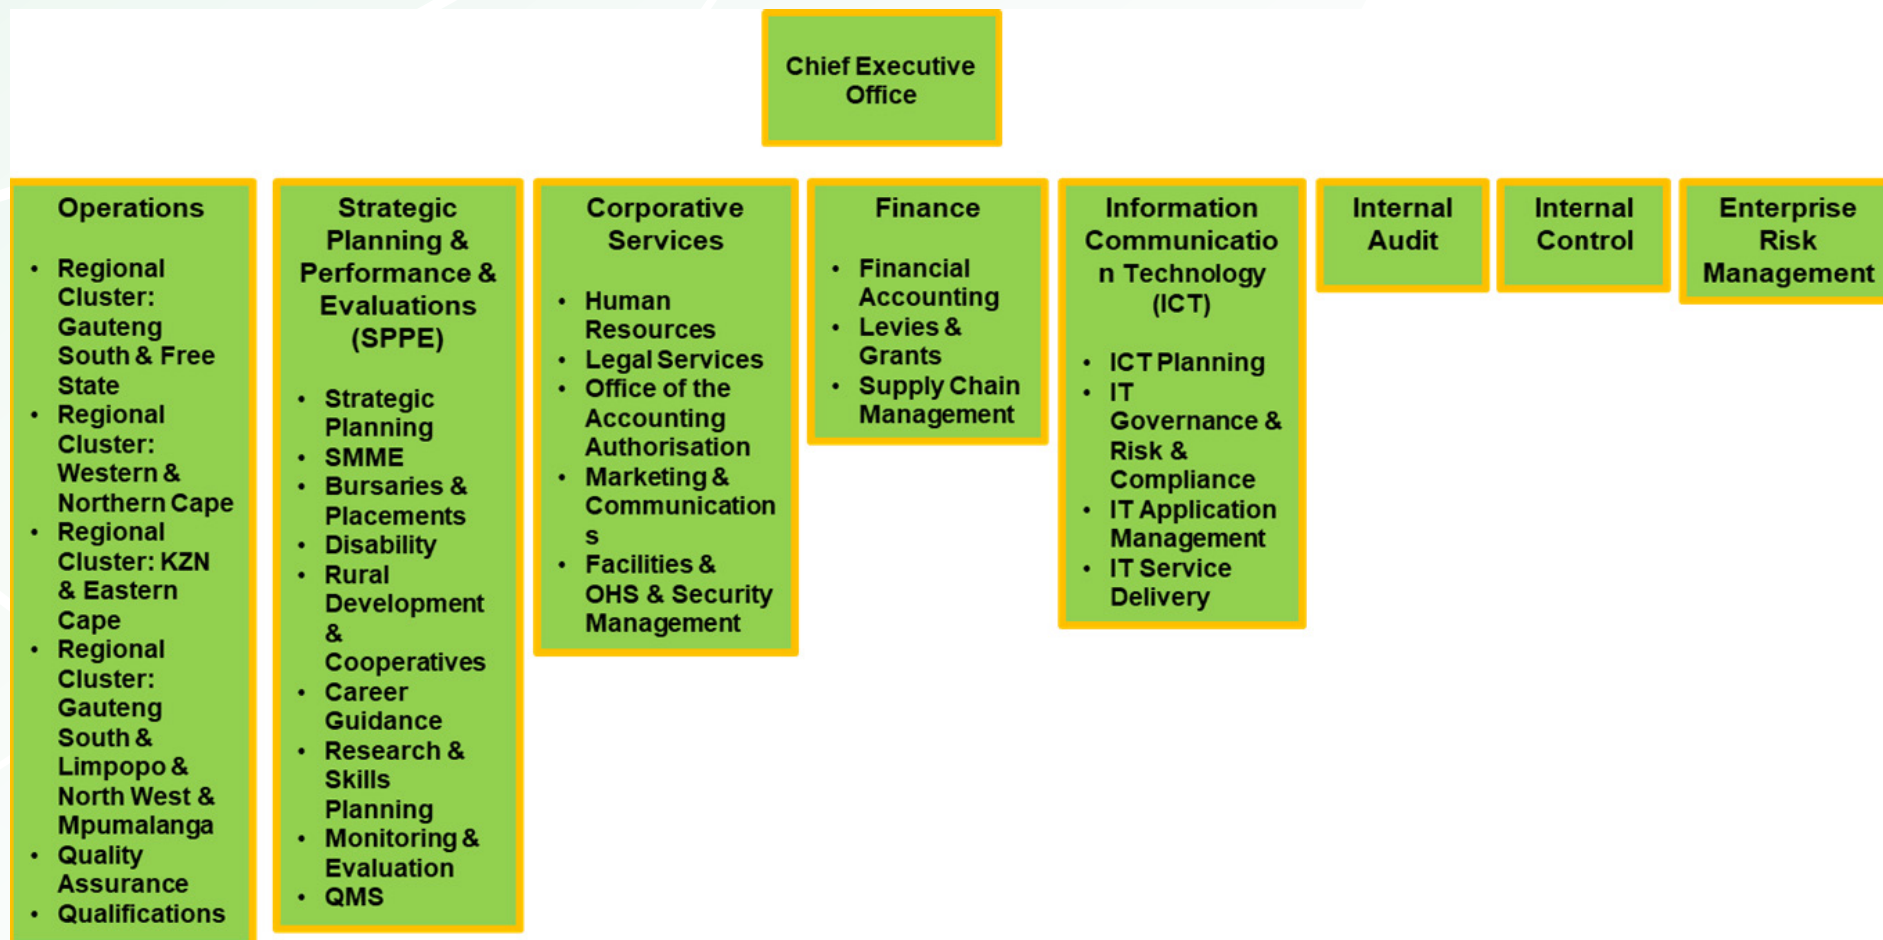 Chief Executive
Office
Operations
• Regional
Cluster:
Gauteng
South & Free
State
• Regional
Cluster:
Western &
Northern Cape
• Regional
Cluster: KZN
& Eastern
Cape
• Regional
Cluster:
Gauteng
South &
Limpopo &
North West &
Mpumalanga
• Quality
Assurance
• Qualifications
Strategic
Planning &
Performance &
Evaluations
(SPPE)
• Strategic
Planning
• SMME
• Bursaries &
Placements
• Disability
• Rural
Development
&
Cooperatives
• Career
Guidance
• Research &
Skills
Planning
• Monitoring &
Evaluation
• QMS
Corporative
Services
• Human
Resources
• Legal Services
• Office of the
Accounting
Authorisation
• Marketing &
Communication
s
• Facilities &
OHS & Security
Management
Finance
• Financial
Accounting
• Levies &
Grants
• Supply Chain
Management
Information
Communicatio
n Technology
(ICT)
• ICT Planning
• IT
Governance &
Risk &
Compliance
• IT Application
Management
• IT Service
Delivery
Internal
Audit
Internal
Control
Enterprise
Risk
Management